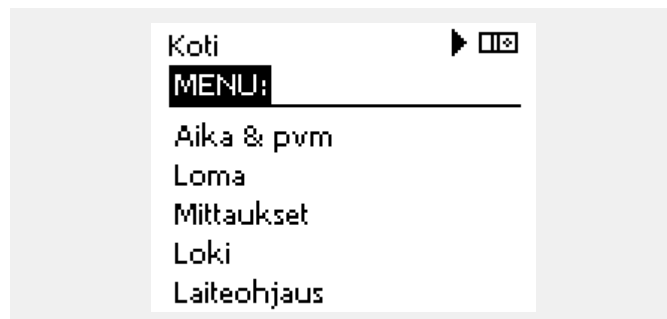 Koti
MENU:
Aika & pvm
Loma
Mittaukset
Loki
Laiteohjaus